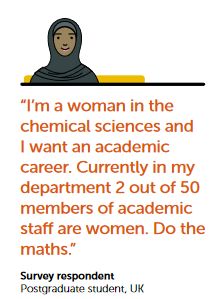 “I’m a woman in the
chemical sciences and
I want an academic
career. Currently in my
department 2 out of 50
members of academic
staff are women. Do the
maths.”
Survey respondent
Postgraduate student, UK